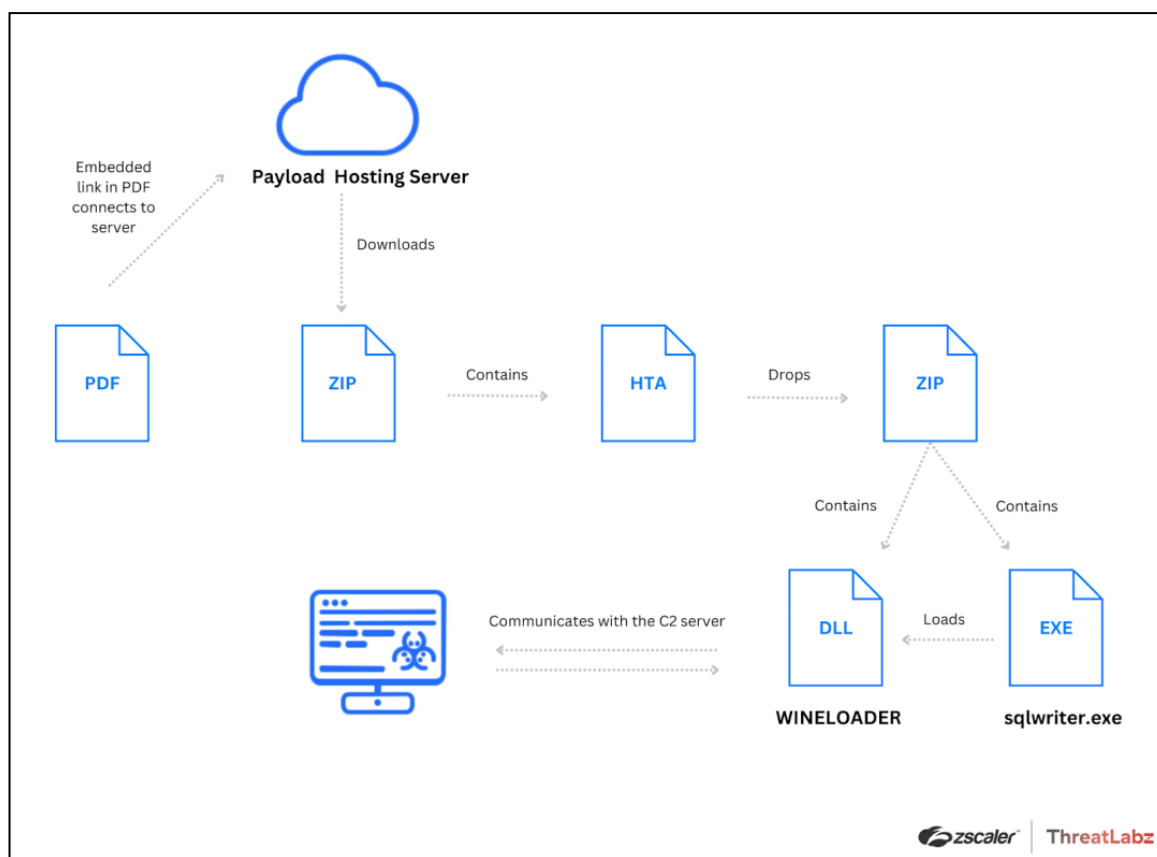 Embedded
link in PDF
connects to
server
Payload Hosting Server
Downloads
PDF
ZIP
Contains
HTA
Drops
ZIP
Contains
Contains
Communicates with the C2 server
DLL
Loads
EXE
WINELOADER
sqlwriter.exe
zscaler™ ThreatLabz